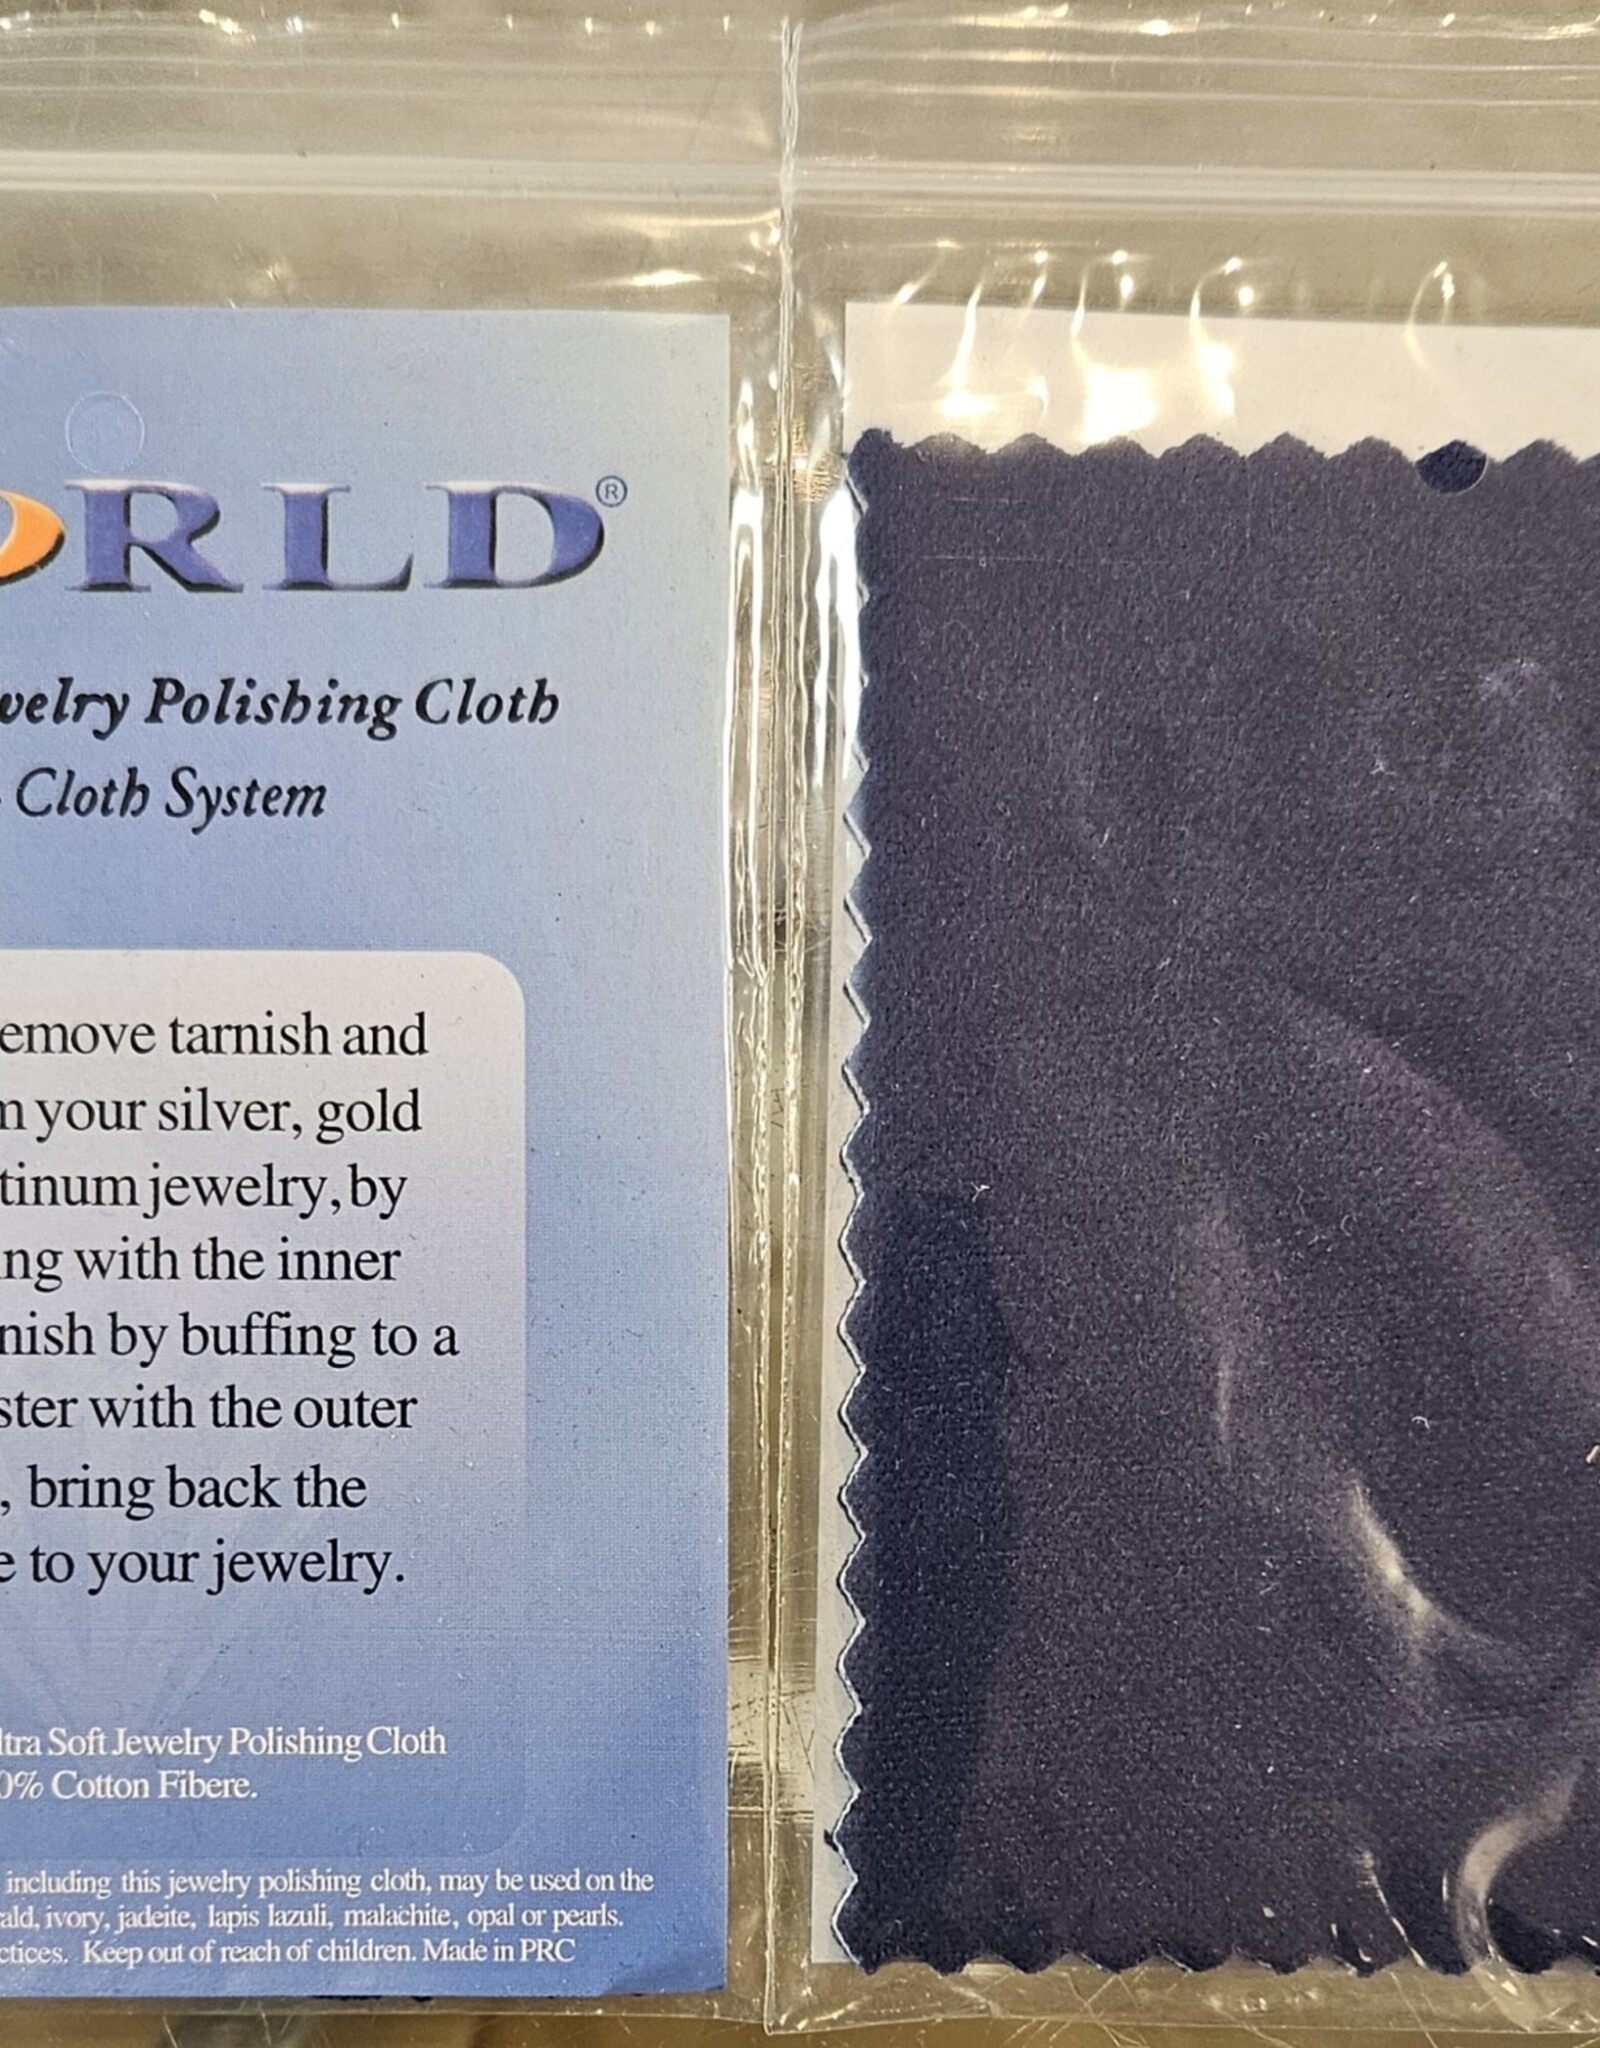 ORLD®
welry Polishing Cloth
Cloth System
emove tarnish and
m your silver, gold
tinum jewelry, by
ing with the inner
nish by buffing to a
ster with the outer
, bring back the
e to your jewelry.
ltra Soft Jewelry Polishing Cloth
0% Cotton Fibere.
including this jewelry polishing cloth, may be used on the
ald, ivory, jadeite, lapis lazuli, malachite, opal or pearls.
ctices. Keep out of reach of children. Made in PRC